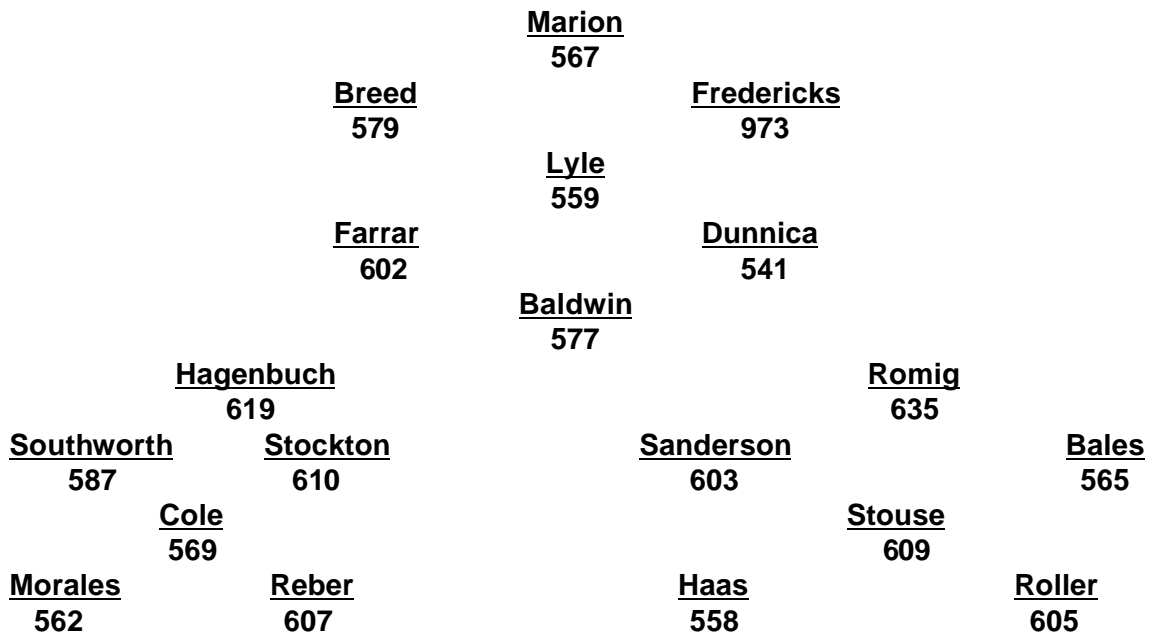 Marion
567
Breed Fredericks
579 973
Lyle
559
Farrar Dunnica
602 541
Baldwin
577
Hagenbuch Romig
619 635
Southworth Stockton Sanderson Bales
587 610 603 565
Cole Stouse
569 609
Morales Reber Haas Roller
562 607 558 605